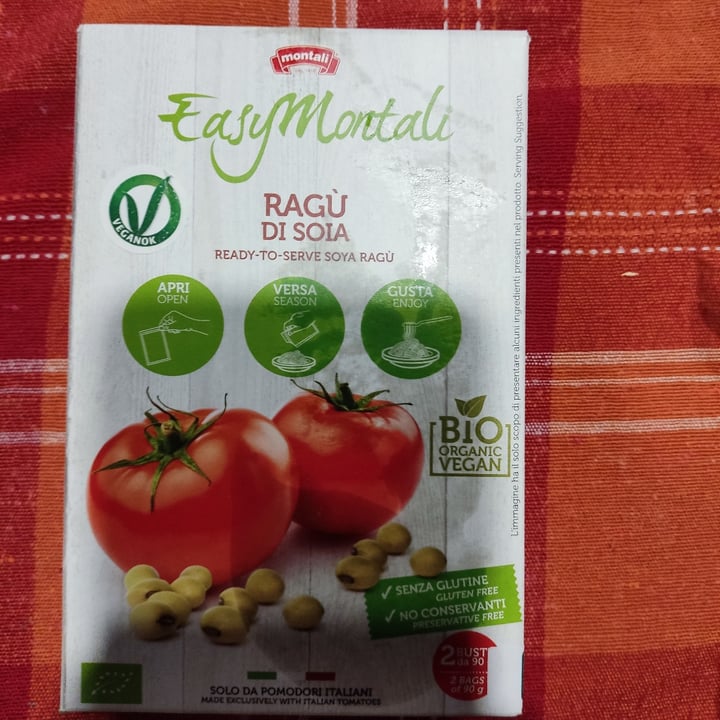 montali
EasyMontali
VEGANOK
RAGÙ
DI SOIA
READY-TO-SERVE SOYA RAGÙ
APRI
OPEN
VERSA
SEASON
GUSTA
ENJOY
BIO
ORGANIC
VEGAN
SENZA GLUTINE
GLUTEN FREE
NO CONSERVANTI
PRESERVATIVE FREE
2 BUST
da 90
2 BAGS
of 90 g
SOLO DA POMODORI ITALIANI
MADE EXCLUSIVELY WITH ITALIAN TOMATOES
L'immagine ha il solo scopo di presentare alcuni ingredienti presenti nel prodotto. Serving Suggestion.